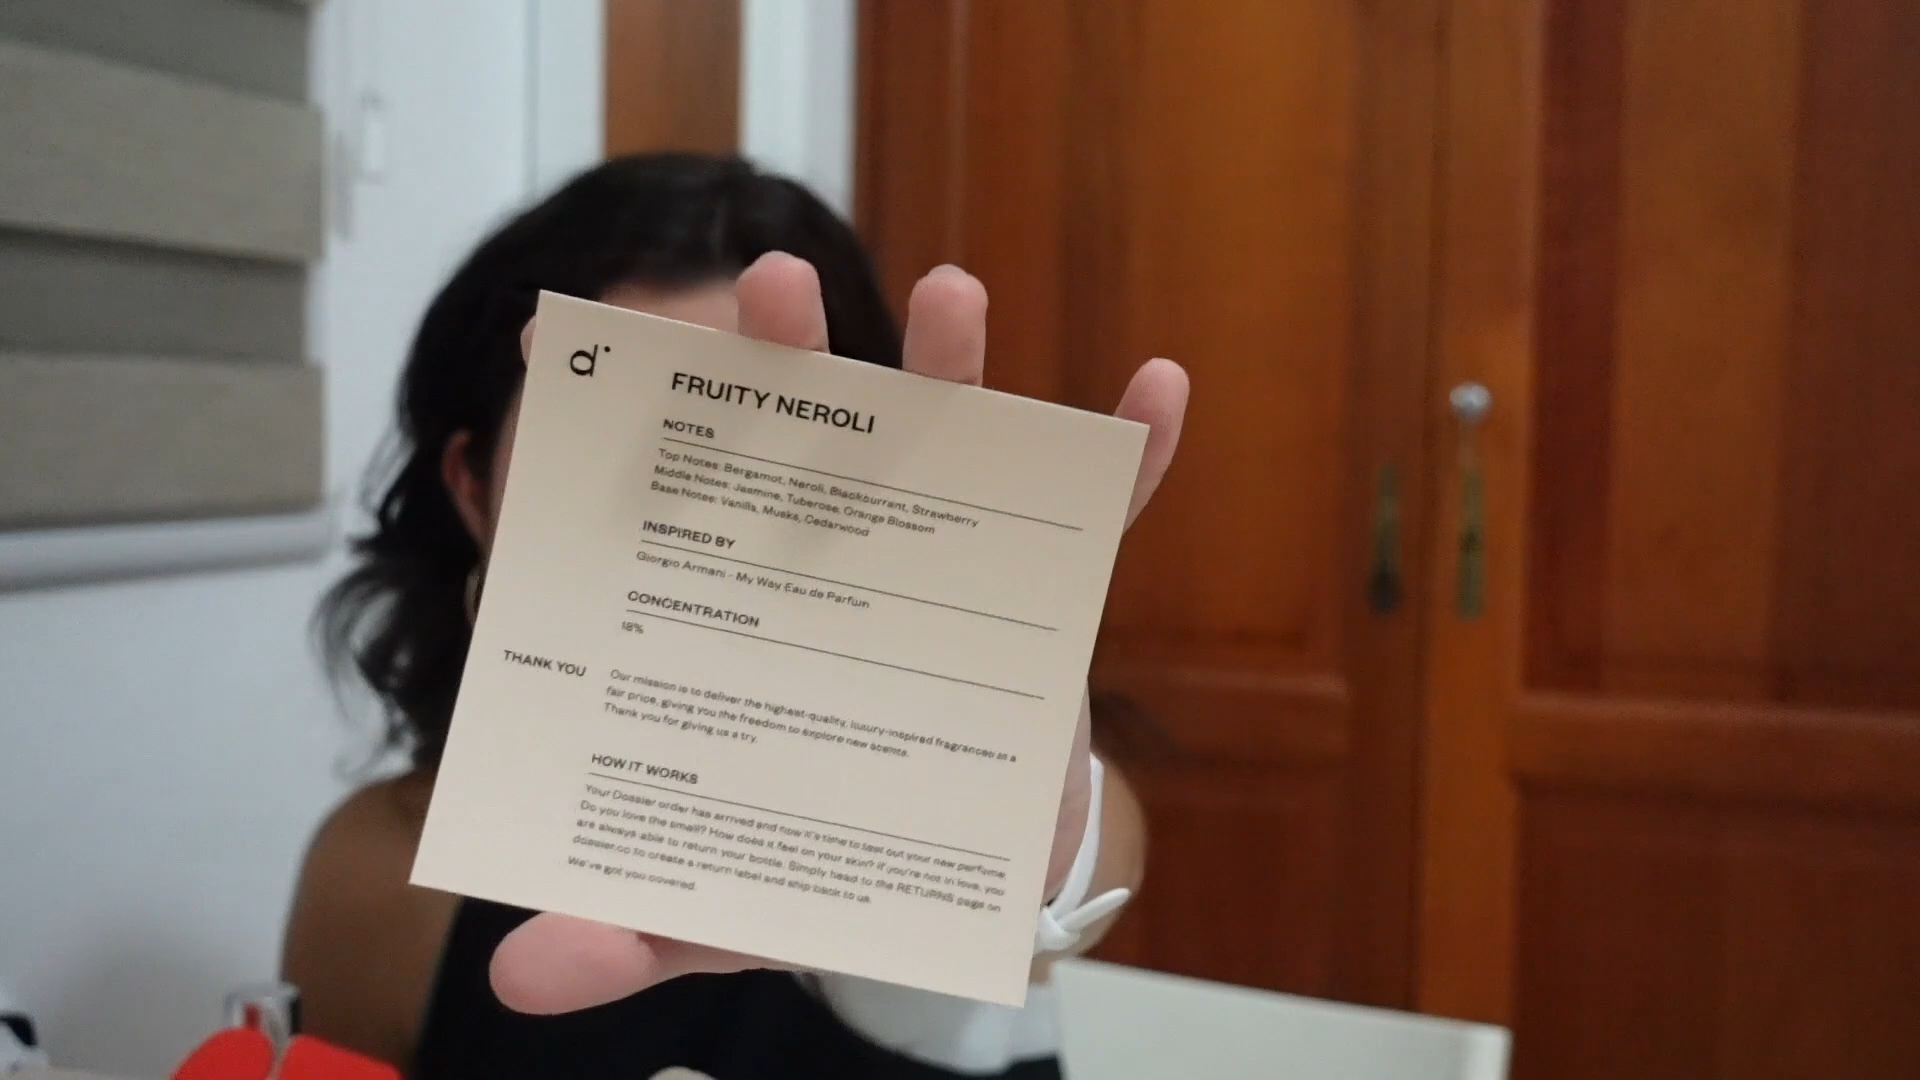 d
FRUITY NEROLI
NOTES
Top Notes: Bergamot, Neroli, Blackcurrant, Strawberry
Middle Notes: Jasmine, Tuberose, Orange Blossom
Base Notes: Vanilla, Musks, Cedarwood
INSPIRED BY
Giorgio Armani - My Way Eau de Parfum
CONCENTRATION
18%
THANK YOU
Our mission is to deliver the highest-quality, luxury-inspired fragrances at a
fair price, giving you the freedom to explore new scents.
Thank you for giving us a try.
HOW IT WORKS
Your Dossier order has arrived and now it's time to test out your new perfume.
Do you love the smell? How does it feel on your skin? If you're not in love, you
are always able to return your bottle. Simply head to the RETURNS page on
dossier.co to create a return label and ship back to us.
We've got you covered.